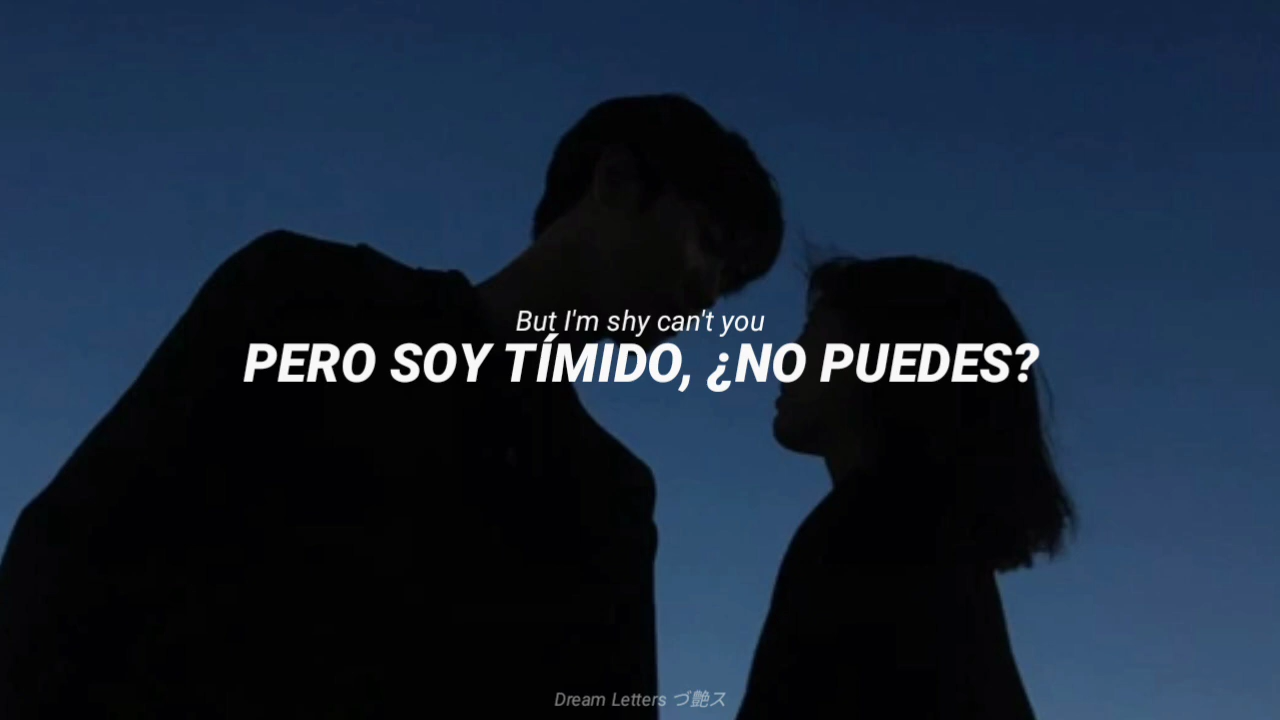 But I'm shy can't you
PERO SOY TÍMIDO, ¿NO PUEDES?
Dream Letters づ艶ス